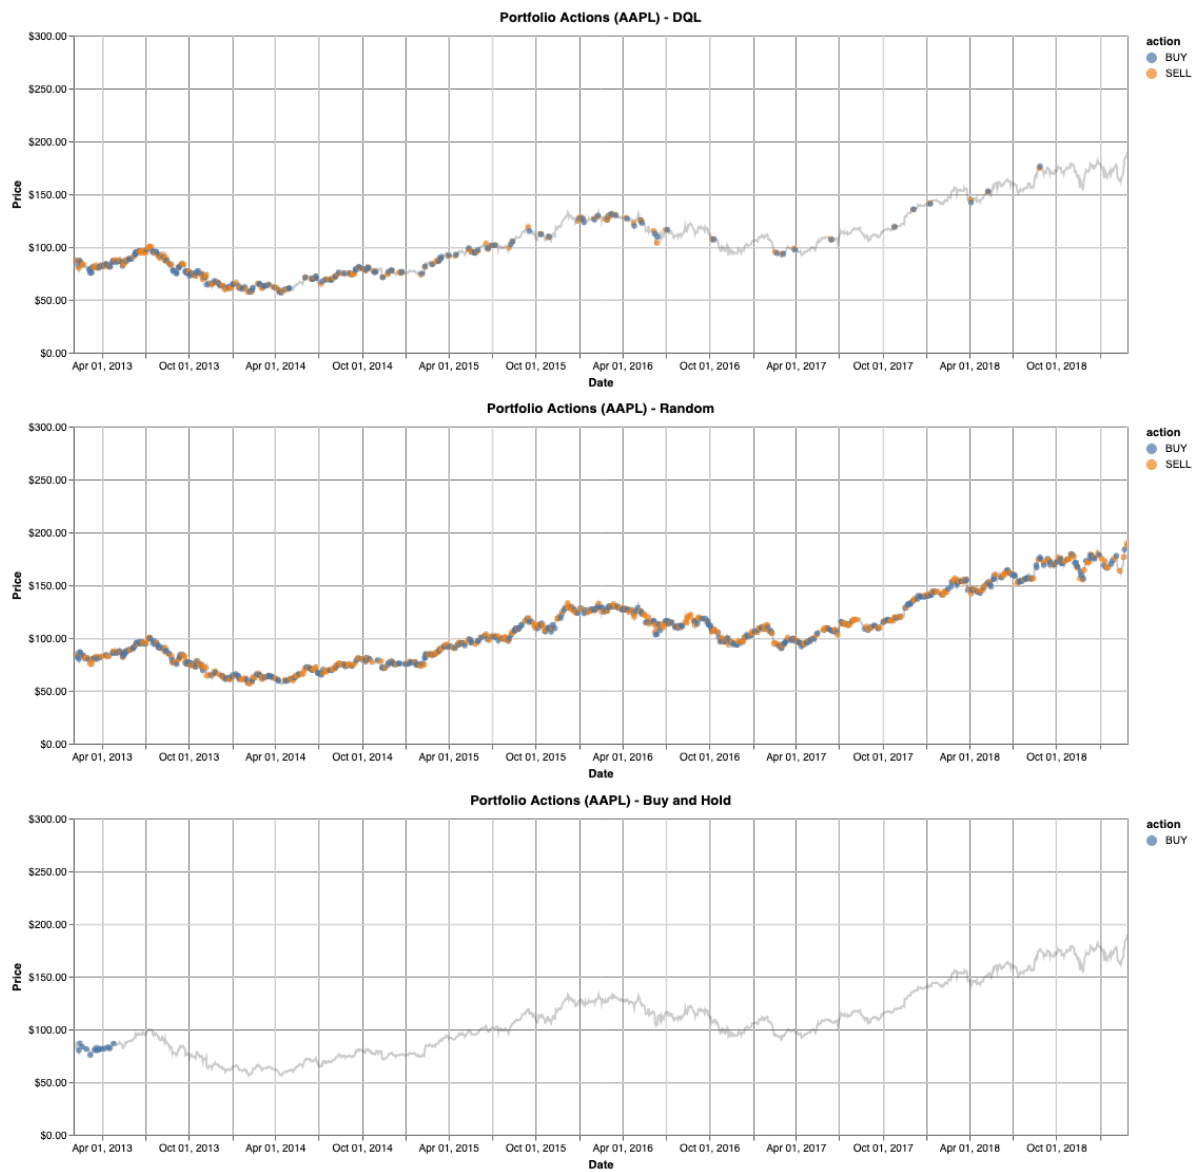 Portfolio Actions (AAPL) - DQL
$300.00
$250.00
$200.00
$150.00
$100.00
$50.00
$0.00
Price
Apr 01, 2013 Oct 01, 2013 Apr 01, 2014 Oct 01, 2014 Apr 01, 2015 Oct 01, 2015 Apr 01, 2016 Oct 01, 2016 Apr 01, 2017 Oct 01, 2017 Apr 01, 2018 Oct 01, 2018
Date
action
BUY
SELL
Portfolio Actions (AAPL) - Random
$300.00
$250.00
$200.00
$150.00
$100.00
$50.00
$0.00
Price
Apr 01, 2013 Oct 01, 2013 Apr 01, 2014 Oct 01, 2014 Apr 01, 2015 Oct 01, 2015 Apr 01, 2016 Oct 01, 2016 Apr 01, 2017 Oct 01, 2017 Apr 01, 2018 Oct 01, 2018
Date
action
BUY
SELL
Portfolio Actions (AAPL) - Buy and Hold
$300.00
$250.00
$200.00
$150.00
$100.00
$50.00
$0.00
Price
Apr 01, 2013 Oct 01, 2013 Apr 01, 2014 Oct 01, 2014 Apr 01, 2015 Oct 01, 2015 Apr 01, 2016 Oct 01, 2016 Apr 01, 2017 Oct 01, 2017 Apr 01, 2018 Oct 01, 2018
Date
action
BUY